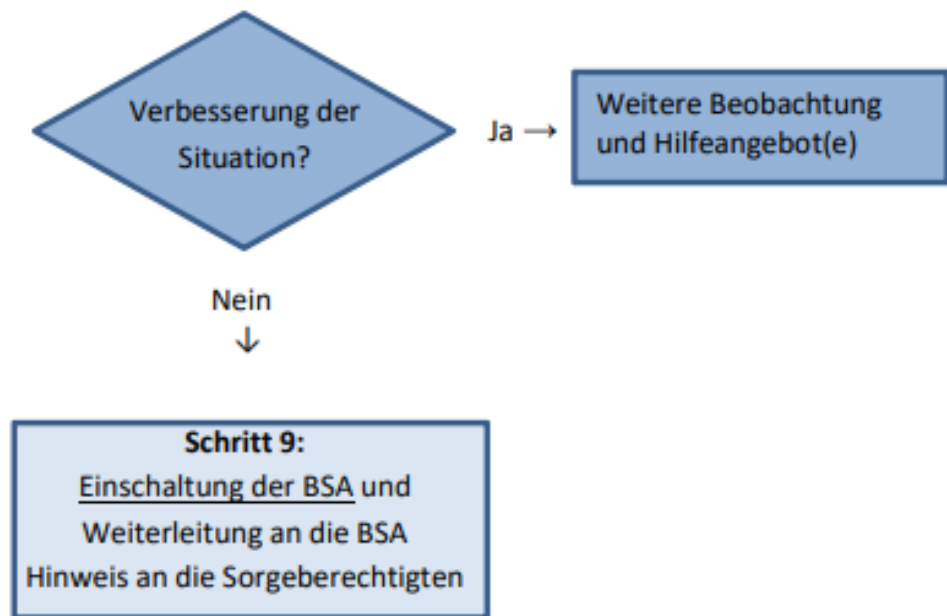 Verbesserung der
Situation?
Ja →
Weitere Beobachtung
und Hilfeangebot(e)
Nein
↓
Schritt 9:
Einschaltung der BSA und
Weiterleitung an die BSA
Hinweis an die Sorgeberechtigten